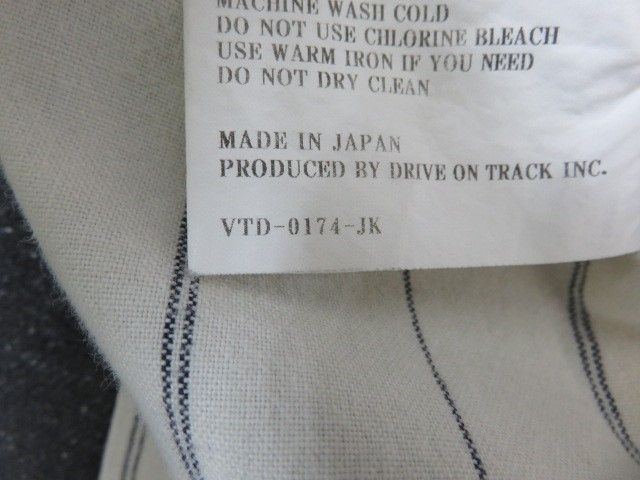 MACHINE WASH COLD
DO NOT USE CHLORINE BLEACH
USE WARM IRON IF YOU NEED
DO NOT DRY CLEAN
MADE IN JAPAN
PRODUCED BY DRIVE ON TRACK INC.
VTD-0174-JK